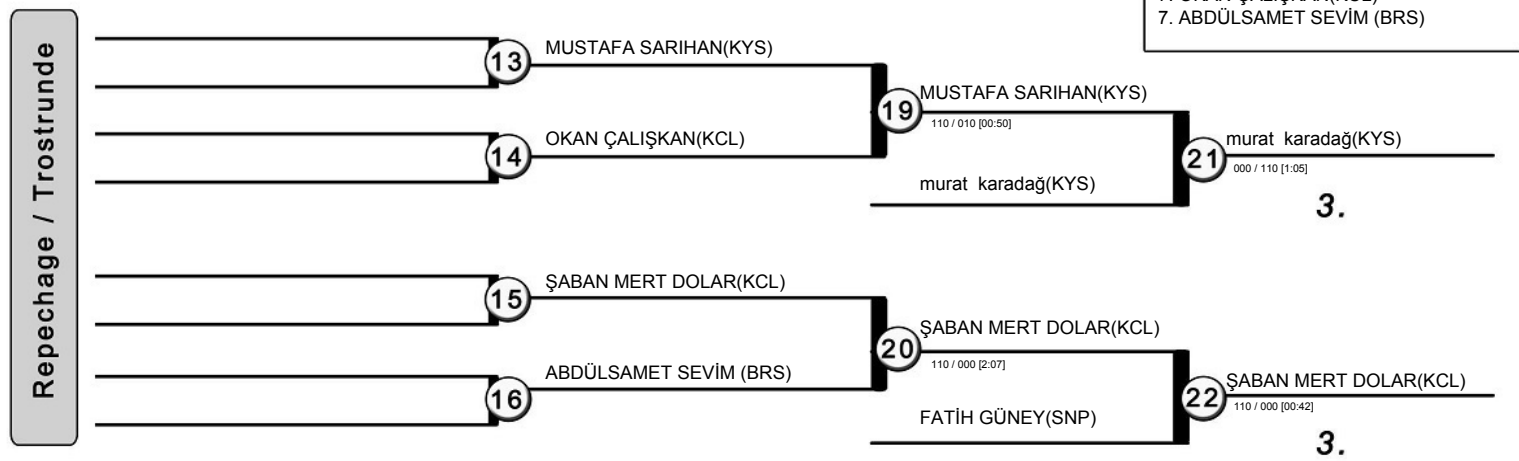 7. ABDÜLSAMET SEVİM (BRS)
Repechage / Trostrunde
13
MUSTAFA SARIHAN(KYS)
14
OKAN ÇALIŞKAN(KCL)
19
MUSTAFA SARIHAN(KYS)
110 / 010 [00:50]
murat karadağ(KYS)
21
murat karadağ(KYS)
000 / 110 [1:05]
3.
15
ŞABAN MERT DOLAR(KCL)
16
ABDÜLSAMET SEVİM (BRS)
20
ŞABAN MERT DOLAR(KCL)
110 / 000 [2:07]
FATİH GÜNEY(SNP)
22
ŞABAN MERT DOLAR(KCL)
110 / 000 [00:42]
3.